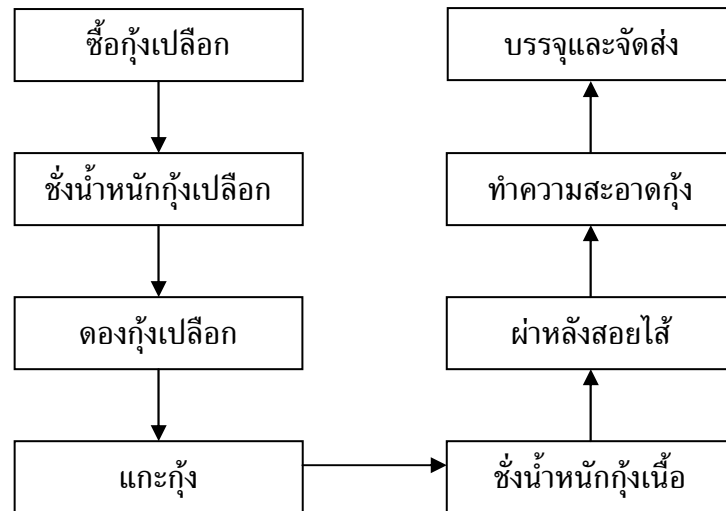 ซื้อกุ้งเปลือก
ชั่งน้ำหนักกุ้งเปลือก
ดองกุ้งเปลือก
แกะกุ้ง
ชั่งน้ำหนักกุ้งเนื้อ
ผ่าหลังสอยไส้
ทำความสะอาดกุ้ง
บรรจุและจัดส่ง